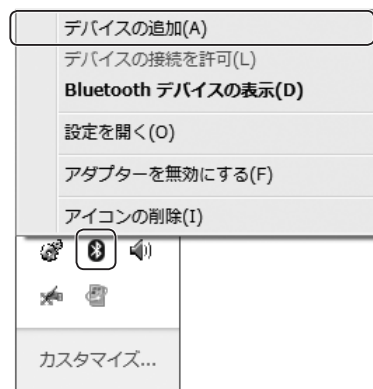 デバイスの追加(A)
デバイスの接続を許可(L)
Bluetooth デバイスの表示(D)
設定を開く(O)
アダプターを無効にする(F)
アイコンの削除(I)
カスタマイズ...